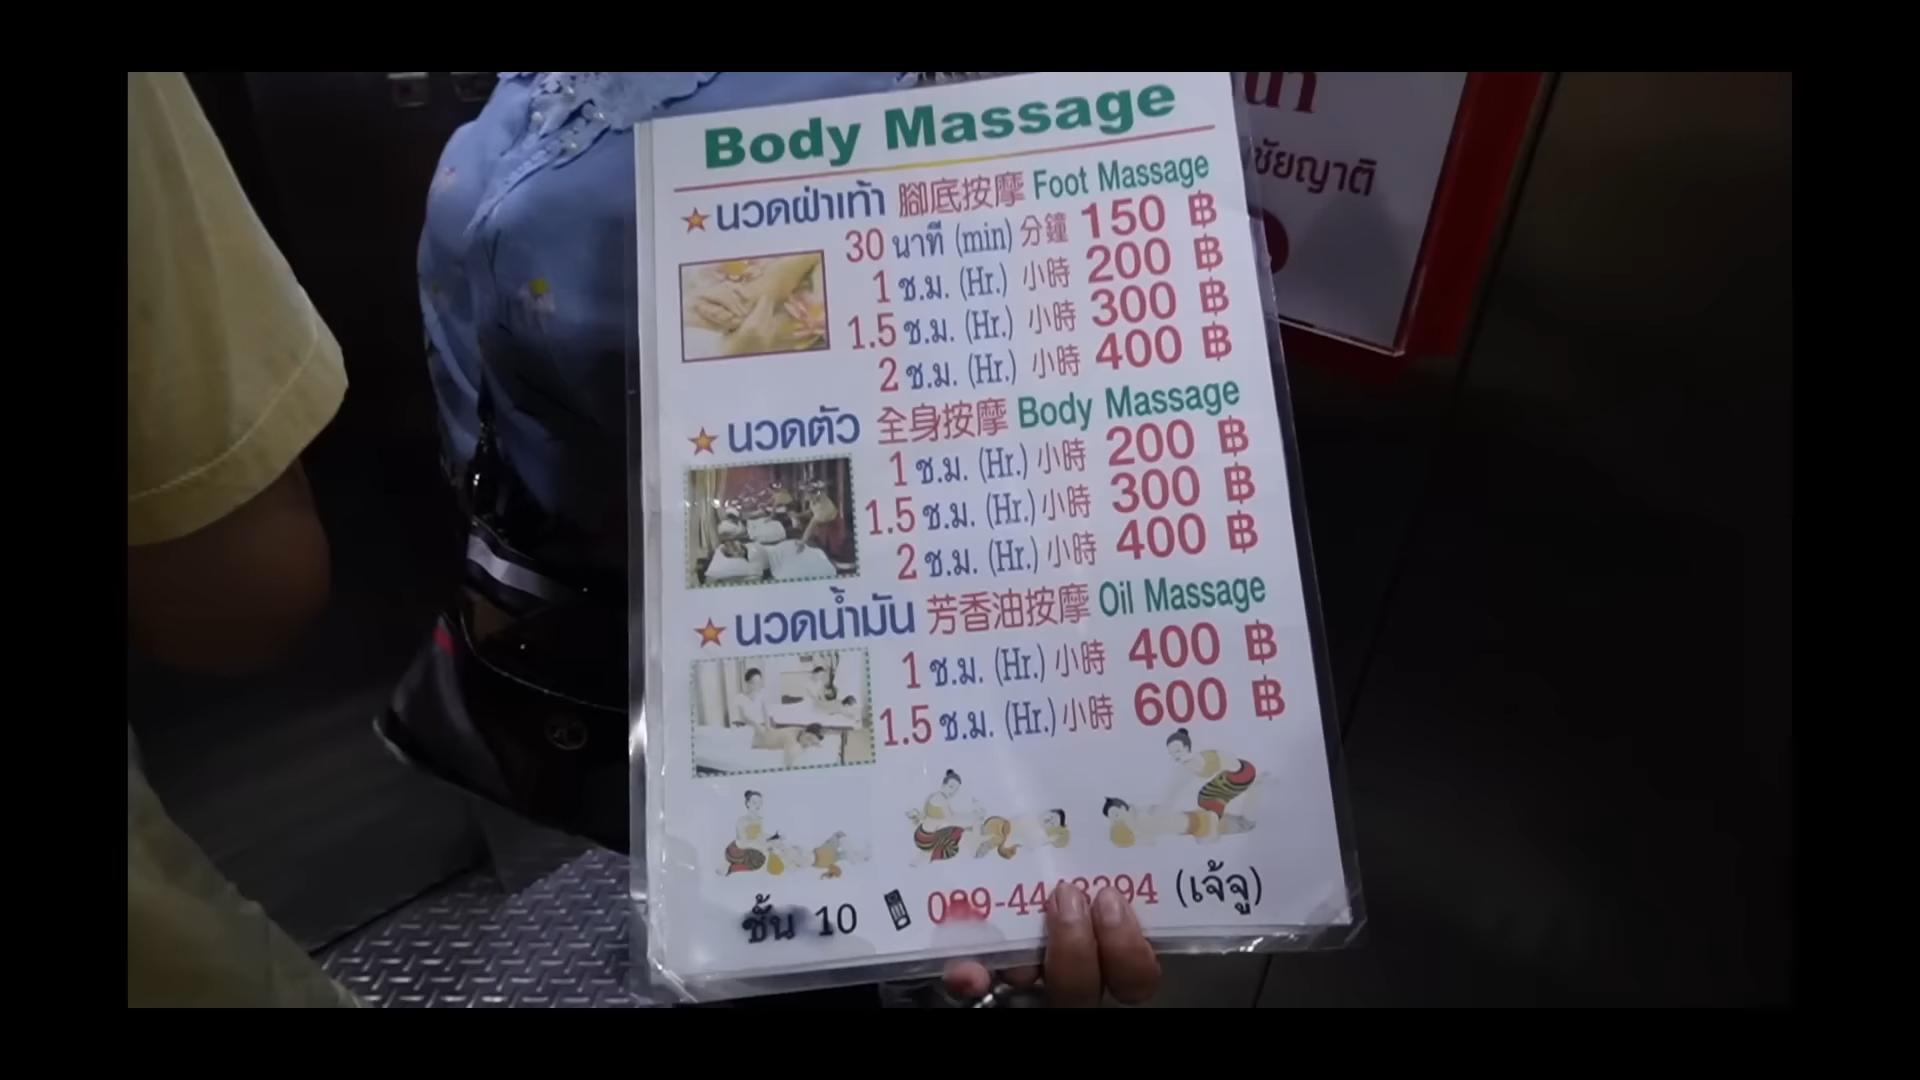 Body Massage
นวดฝ่าเท้า 腳底按摩 Foot Massage
30 นาที (min) 分鐘 150 ฿
1 ช.ม. (Hr.) 小時 200 ฿
1.5 ช.ม. (Hr.) 小時 300 ฿
2 ช.ม. (Hr.) 小時 400 ฿
นวดตัว 全身按摩 Body Massage
1 ช.ม. (Hr.) 小時 200 ฿
1.5 ช.ม. (Hr.) 小時 300 ฿
2 ช.ม. (Hr.) 小時 400 ฿
นวดน้ำมัน 芳香油按摩 Oil Massage
1 ช.ม. (Hr.) 小時 400 ฿
1.5 ช.ม. (Hr.) 小時 600 ฿
ชั้น 10 (เจ้จู)
ชัยญาติ